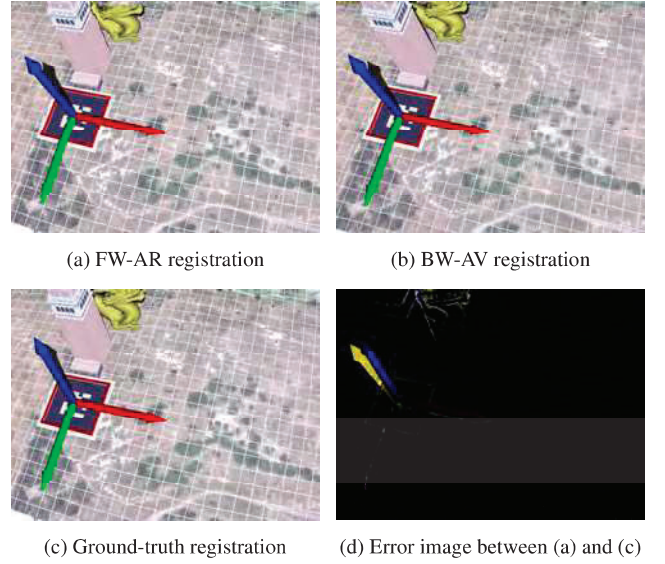 (a) FW-AR registration
(b) BW-AV registration
(c) Ground-truth registration
(d) Error image between (a) and (c)